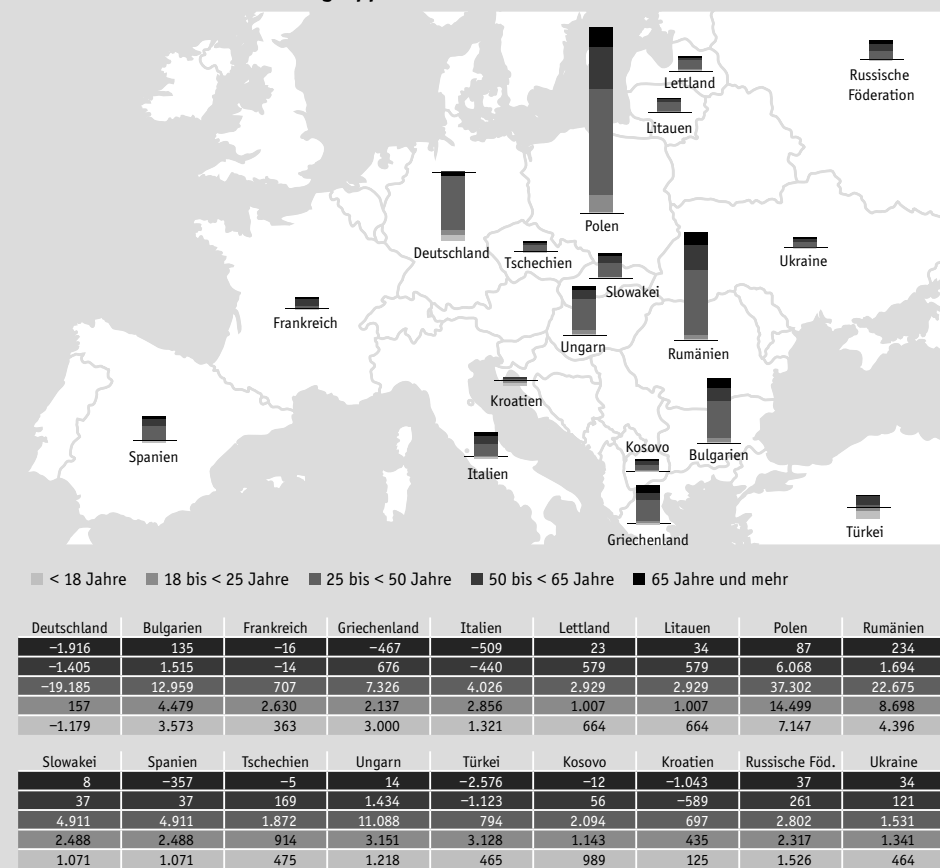 Lettland
Russische
Föderation
Litauen
Polen
Deutschland
Tschechien
Ukraine
Slowakei
Frankreich
Ungarn
Rumänien
Kroatien
Spanien
Kosovo
Bulgarien
Italien
Griechenland
Türkei
< 18 Jahre 18 bis < 25 Jahre 25 bis < 50 Jahre 50 bis < 65 Jahre 65 Jahre und mehr
Deutschland Bulgarien Frankreich Griechenland Italien Lettland Litauen Polen Rumänien
−1.916 135 −16 −467 −509 23 34 87 234
−1.405 1.515 −14 676 −440 579 579 6.068 1.694
−19.185 12.959 707 7.326 4.026 2.929 2.929 37.302 22.675
157 4.479 2.630 2.137 2.856 1.007 1.007 14.499 8.698
−1.179 3.573 363 3.000 1.321 664 664 7.147 4.396
Slowakei Spanien Tschechien Ungarn Türkei Kosovo Kroatien Russische Föd. Ukraine
8 −357 −5 14 −2.576 −12 −1.043 37 34
37 37 169 1.434 −1.123 56 −589 261 121
4.911 4.911 1.872 11.088 794 2.094 697 2.802 1.531
2.488 2.488 914 3.151 3.128 1.143 435 2.317 1.341
1.071 1.071 475 1.218 465 989 125 1.526 464